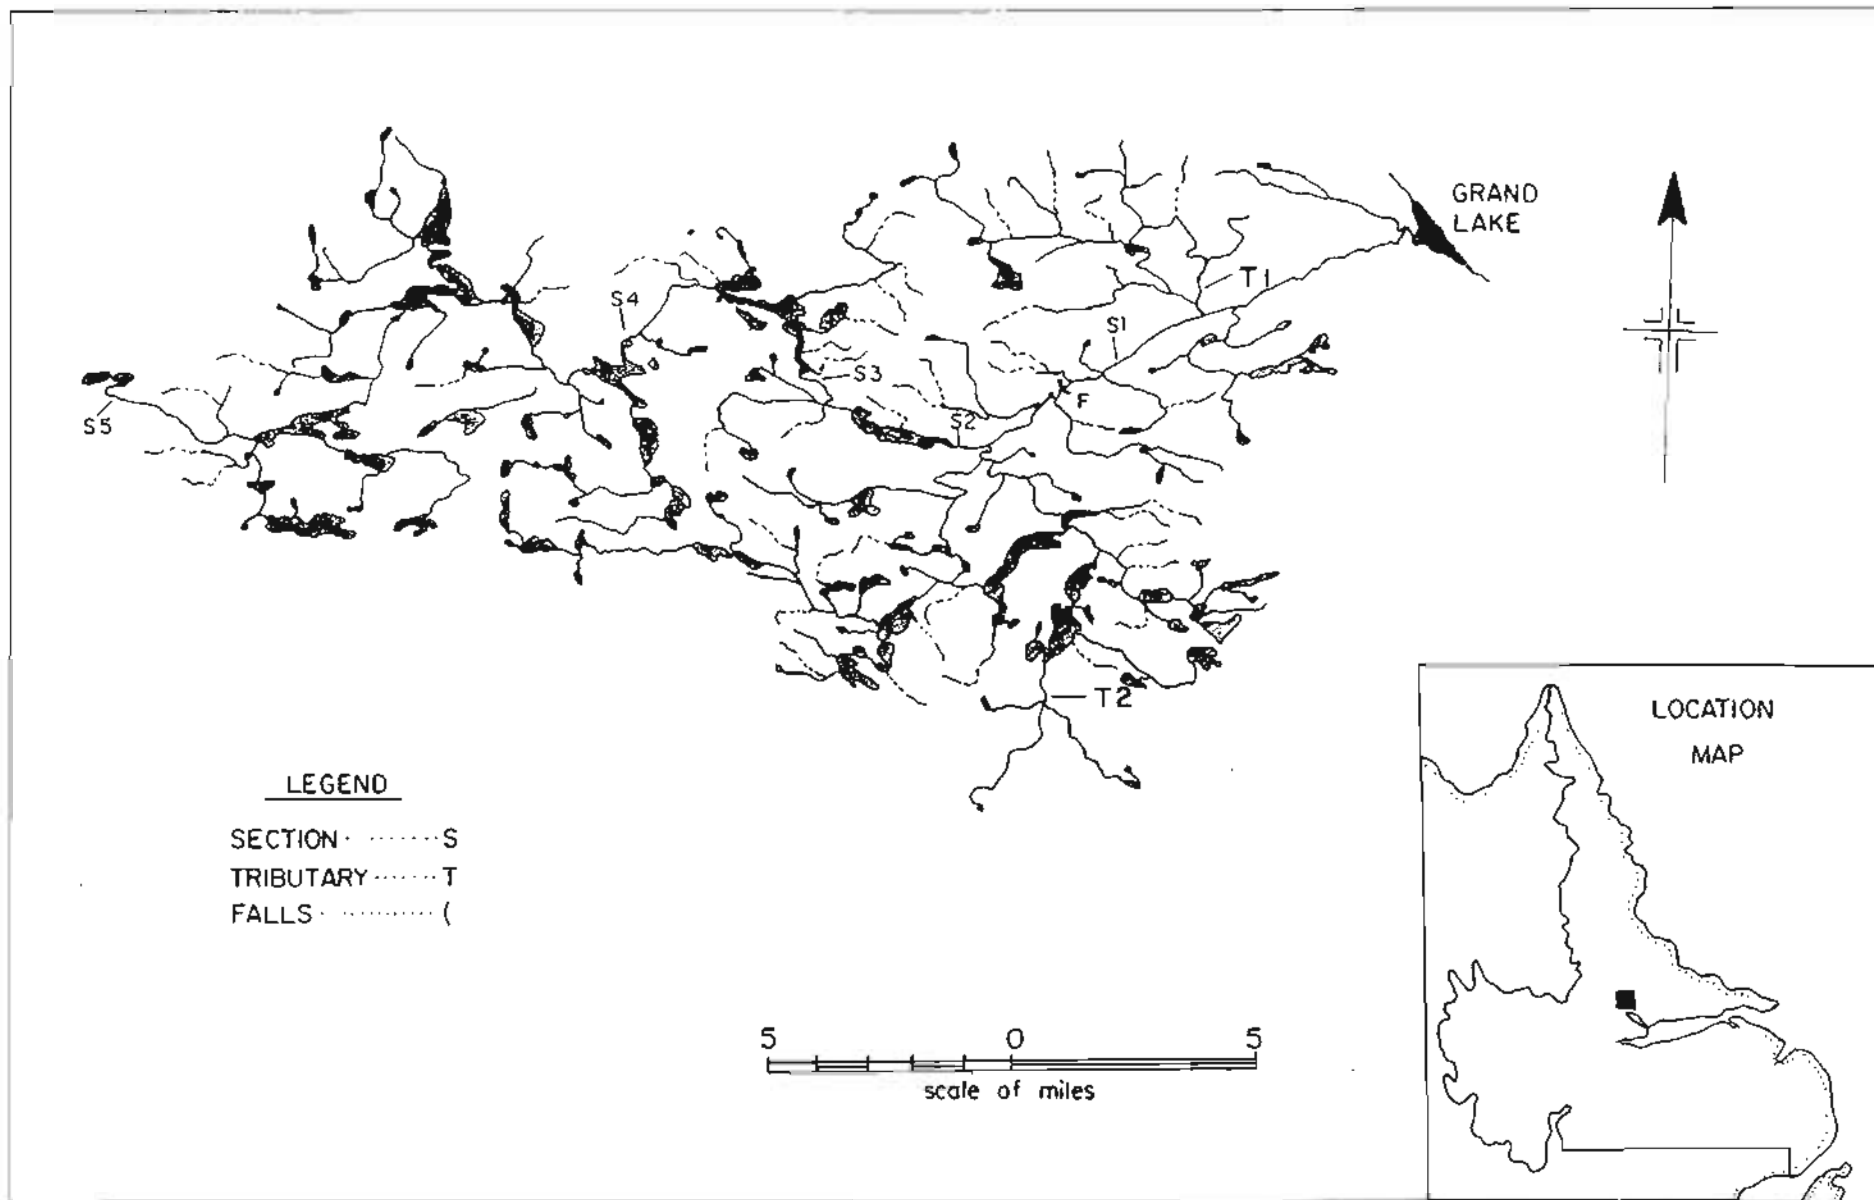 GRAND
LAKE
T1
S4
S1
S3
F
S2
S5
T2
LOCATION
MAP
LEGEND
SECTION · ······· S
TRIBUTARY ······· T
FALLS · ·········· (
5 0 5
scale of miles